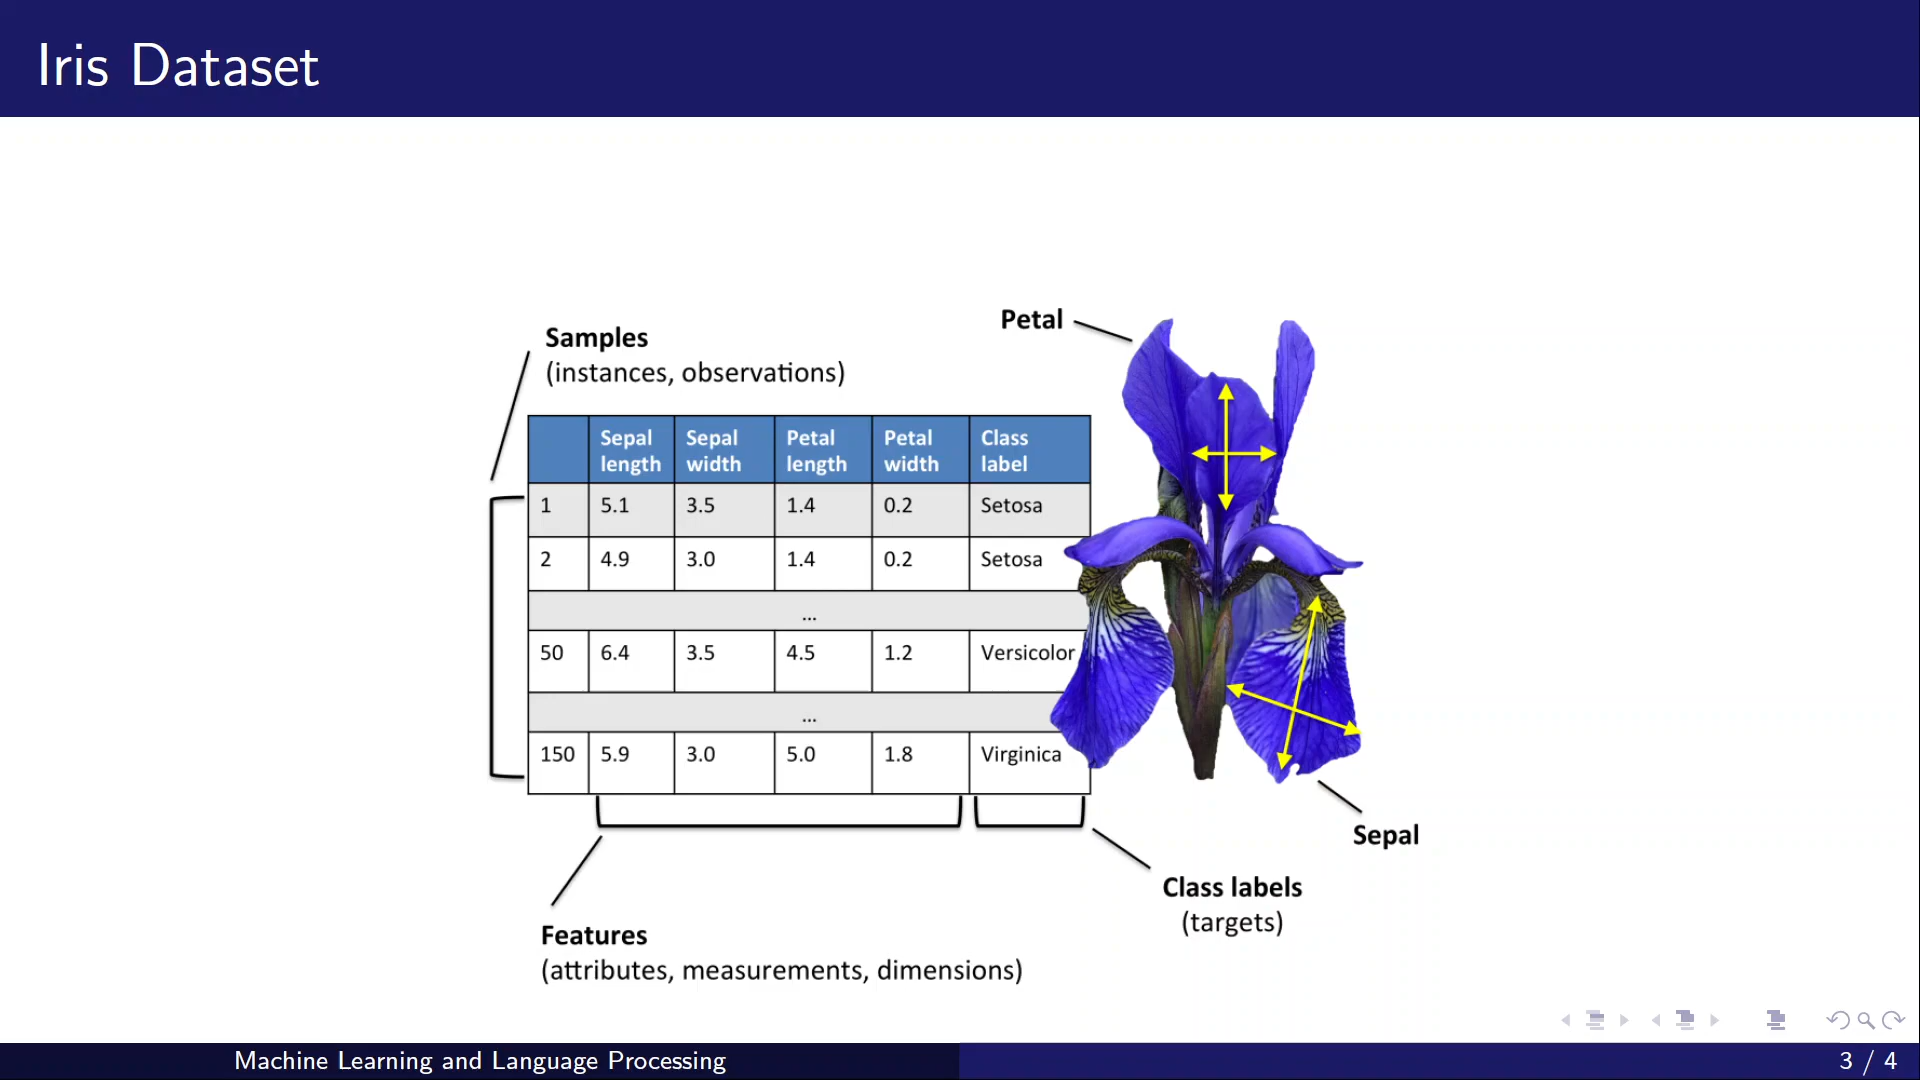 Iris Dataset
Samples
(instances, observations)
Petal
Sepal length Sepal width Petal length Petal width Class label
1 5.1 3.5 1.4 0.2 Setosa
2 4.9 3.0 1.4 0.2 Setosa
...
50 6.4 3.5 4.5 1.2 Versicolor
...
150 5.9 3.0 5.0 1.8 Virginica
Sepal
Class labels
(targets)
Features
(attributes, measurements, dimensions)
Machine Learning and Language Processing
3 / 4